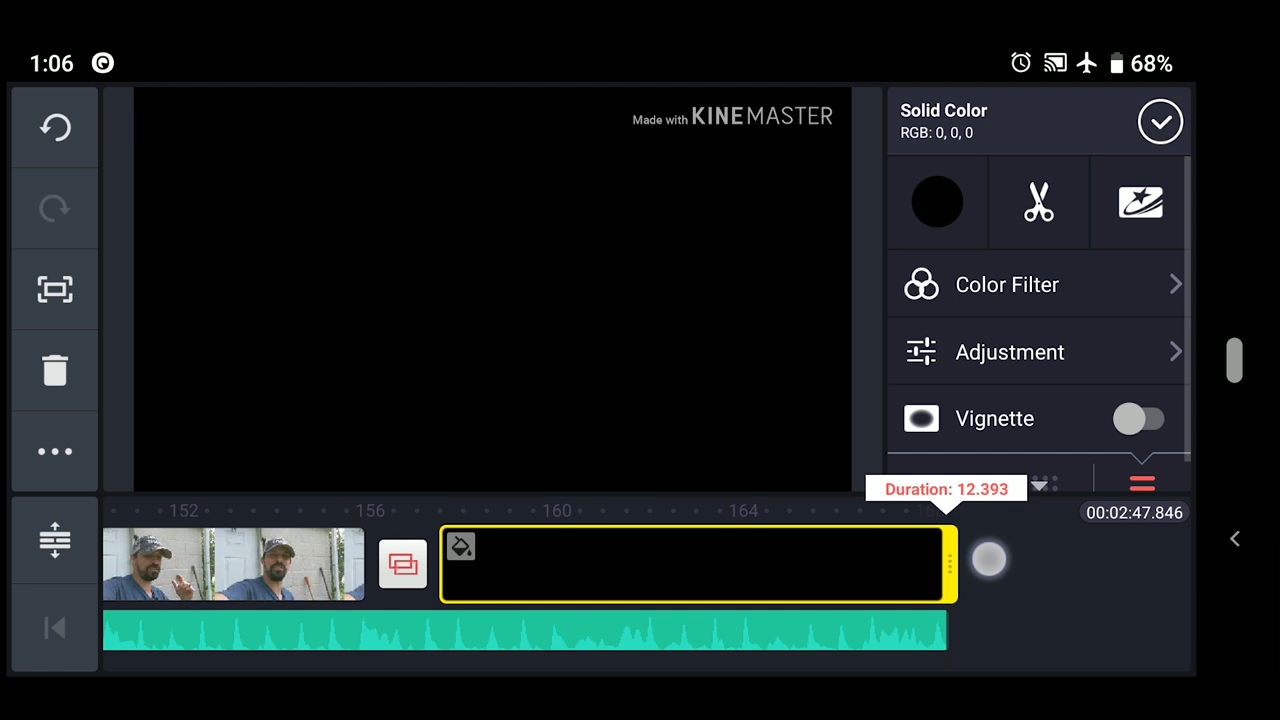 1:06
68%
Made with KINEMASTER
Solid Color
RGB: 0, 0, 0
Color Filter
Adjustment
Vignette
Duration: 12.393
152 156 160 164
00:02:47.846